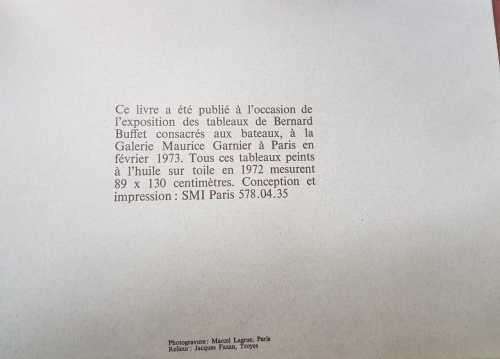 Ce livre a été publié à l'occasion de
l'exposition des tableaux de Bernard
Buffet consacrés aux bateaux, à la
Galerie Maurice Garnier à Paris en
février 1973. Tous ces tableaux peints
à l'huile sur toile en 1972 mesurent
89 x 130 centimètres. Conception et
impression : SMI Paris 578.04.35
Photogravure : Marcel Lagrue, Paris
Relieur : Jacques Fazan, Troyes